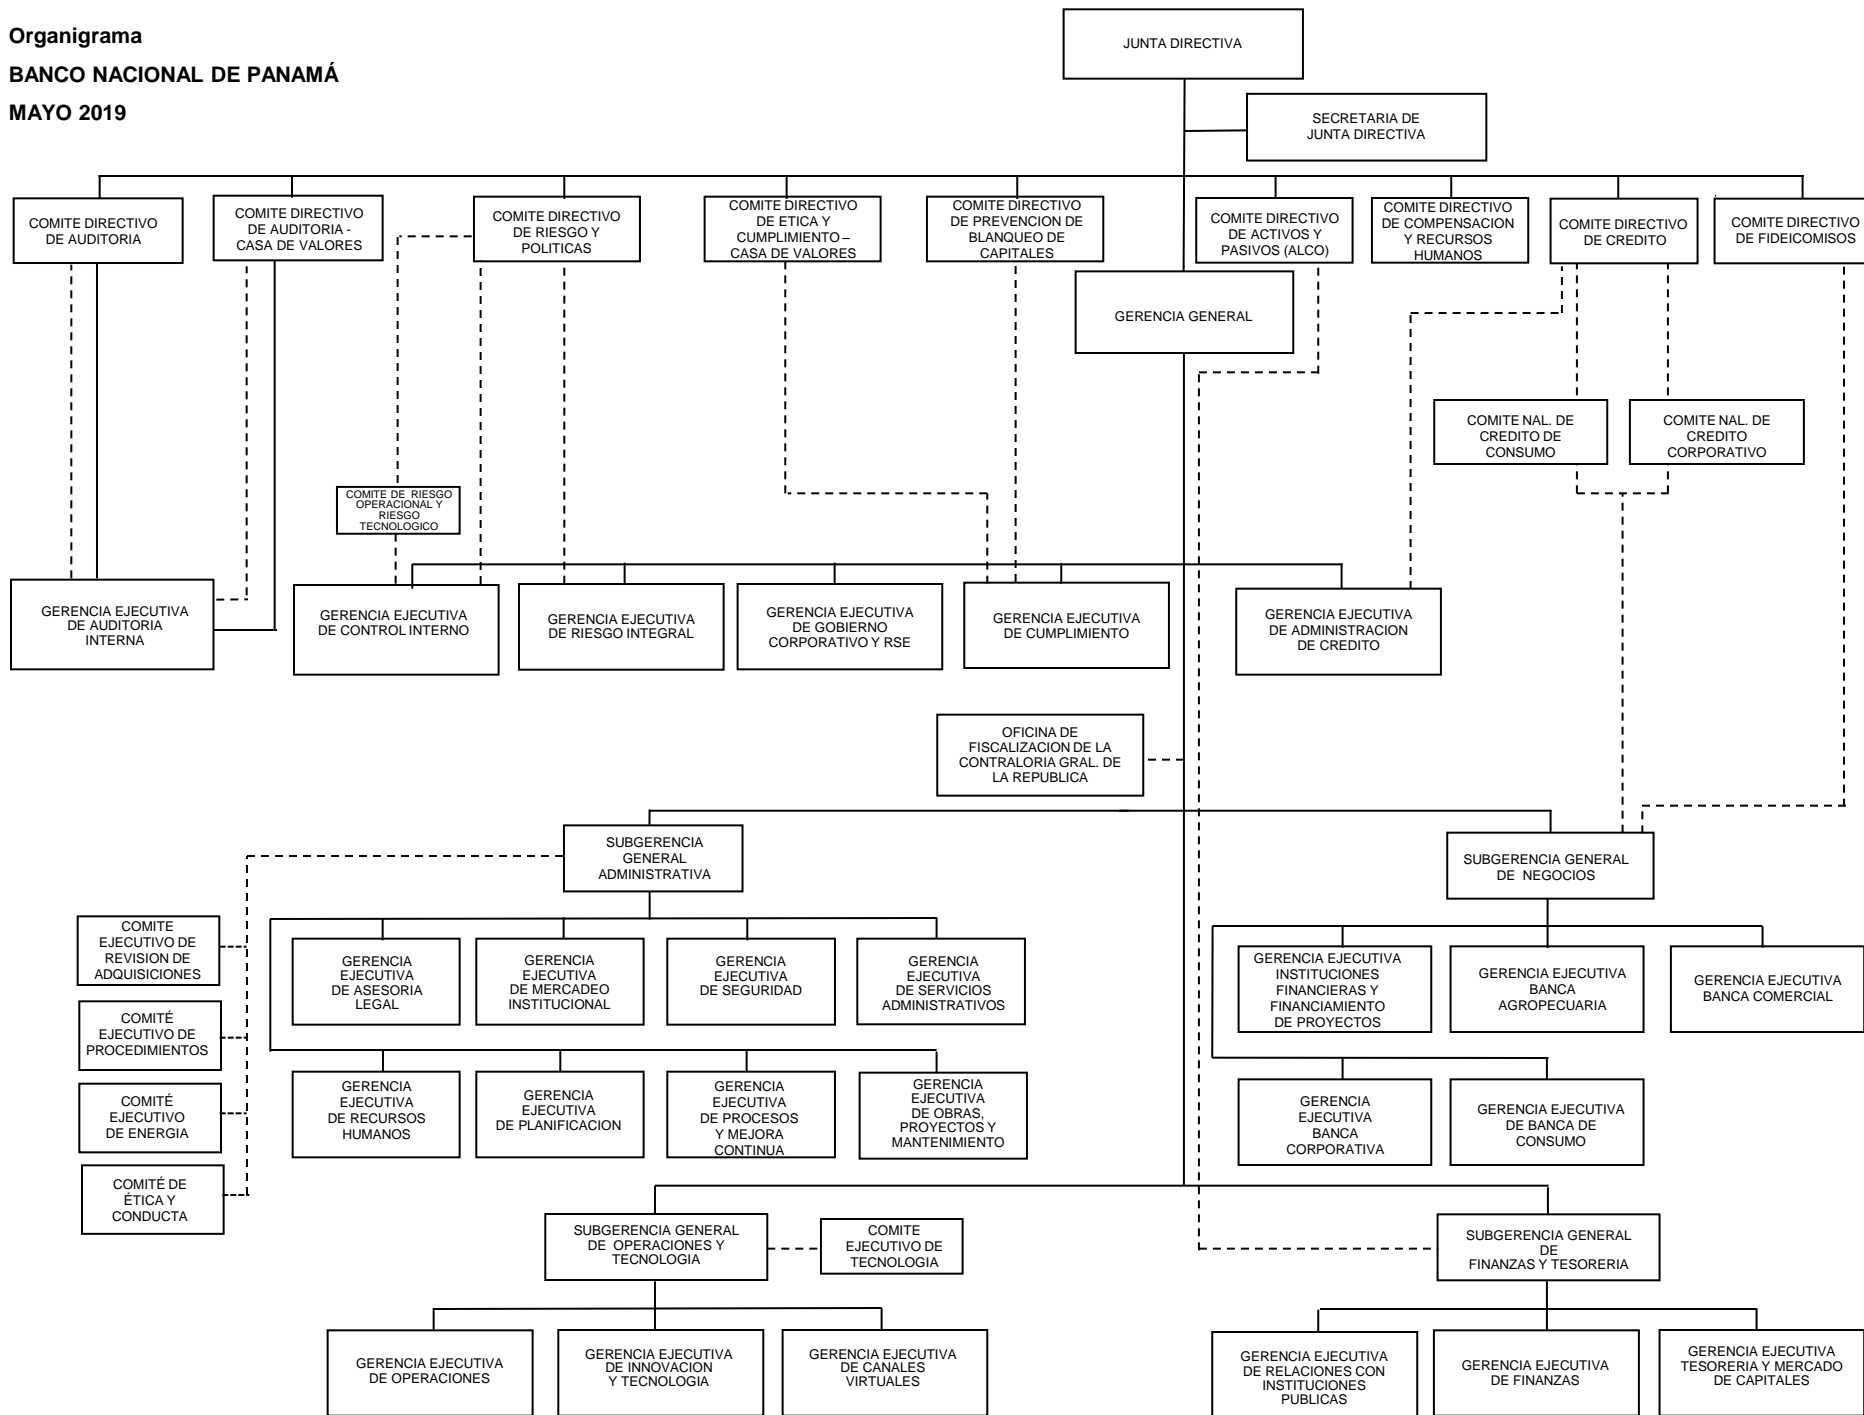 Organigrama
BANCO NACIONAL DE PANAMÁ
MAYO 2019
JUNTA DIRECTIVA
SECRETARIA DE
JUNTA DIRECTIVA
COMITE DIRECTIVO
DE AUDITORIA
COMITE DIRECTIVO
DE AUDITORIA -
CASA DE VALORES
COMITE DIRECTIVO
DE RIESGO Y
POLITICAS
COMITE DIRECTIVO
DE ETICA Y
CUMPLIMIENTO –
CASA DE VALORES
COMITE DIRECTIVO
DE PREVENCION DE
BLANQUEO DE
CAPITALES
COMITE DIRECTIVO
DE ACTIVOS Y
PASIVOS (ALCO)
COMITE DIRECTIVO
DE COMPENSACION
Y RECURSOS
HUMANOS
COMITE DIRECTIVO
DE CREDITO
COMITE DIRECTIVO
DE FIDEICOMISOS
GERENCIA GENERAL
COMITE NAL. DE
CREDITO DE
CONSUMO
COMITE NAL. DE
CREDITO
CORPORATIVO
COMITE DE RIESGO
OPERACIONAL Y
RIESGO
TECNOLOGICO
GERENCIA EJECUTIVA
DE AUDITORIA
INTERNA
GERENCIA EJECUTIVA
DE CONTROL INTERNO
GERENCIA EJECUTIVA
DE RIESGO INTEGRAL
GERENCIA EJECUTIVA
DE GOBIERNO
CORPORATIVO Y RSE
GERENCIA EJECUTIVA
DE CUMPLIMIENTO
GERENCIA EJECUTIVA
DE ADMINISTRACION
DE CREDITO
OFICINA DE
FISCALIZACION DE LA
CONTRALORIA GRAL. DE
LA REPUBLICA
SUBGERENCIA
GENERAL
ADMINISTRATIVA
SUBGERENCIA GENERAL
DE NEGOCIOS
COMITE
EJECUTIVO DE
REVISION DE
ADQUISICIONES
COMITÉ
EJECUTIVO DE
PROCEDIMIENTOS
COMITÉ
EJECUTIVO
DE ENERGIA
COMITÉ DE
ÉTICA Y
CONDUCTA
GERENCIA
EJECUTIVA
DE ASESORIA
LEGAL
GERENCIA
EJECUTIVA
DE MERCADEO
INSTITUCIONAL
GERENCIA
EJECUTIVA
DE SEGURIDAD
GERENCIA
EJECUTIVA
DE SERVICIOS
ADMINISTRATIVOS
GERENCIA
EJECUTIVA
DE RECURSOS
HUMANOS
GERENCIA
EJECUTIVA
DE PLANIFICACION
GERENCIA
EJECUTIVA
DE PROCESOS
Y MEJORA
CONTINUA
GERENCIA
EJECUTIVA
DE OBRAS,
PROYECTOS Y
MANTENIMIENTO
GERENCIA EJECUTIVA
INSTITUCIONES
FINANCIERAS Y
FINANCIAMIENTO
DE PROYECTOS
GERENCIA EJECUTIVA
BANCA
AGROPECUARIA
GERENCIA EJECUTIVA
BANCA COMERCIAL
GERENCIA
EJECUTIVA
BANCA
CORPORATIVA
GERENCIA EJECUTIVA
DE BANCA DE
CONSUMO
SUBGERENCIA GENERAL
DE OPERACIONES Y
TECNOLOGIA
COMITE
EJECUTIVO DE
TECNOLOGIA
SUBGERENCIA GENERAL
DE
FINANZAS Y TESORERIA
GERENCIA EJECUTIVA
DE OPERACIONES
GERENCIA EJECUTIVA
DE INNOVACION
Y TECNOLOGIA
GERENCIA EJECUTIVA
DE CANALES
VIRTUALES
GERENCIA EJECUTIVA
DE RELACIONES CON
INSTITUCIONES
PUBLICAS
GERENCIA EJECUTIVA
DE FINANZAS
GERENCIA EJECUTIVA
TESORERIA Y MERCADO
DE CAPITALES